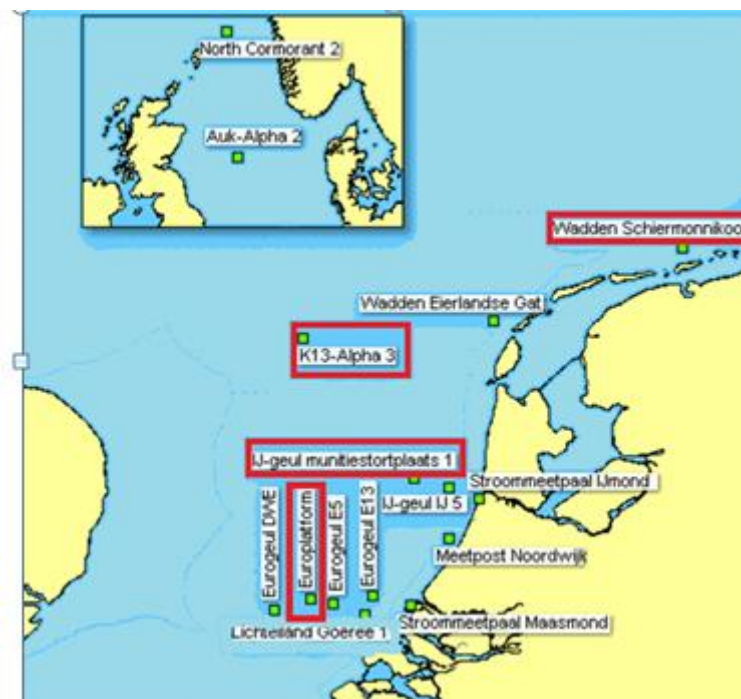 North Cormorant 2
Auk-Alpha 2
Wadden Schiermonnikoo
Wadden Eierlandse Gat
K13-Alpha 3
IJ-geul munitiestortplaats 1
Stroommeetpaal IJmond
IJ-geul IJ 5
Eurogeul DWE
Europlatform
Eurogeul E5
Eurogeul E13
Meetpost Noordwijk
Lichteiland Goeree 1
Stroommeetpaal Maasmond